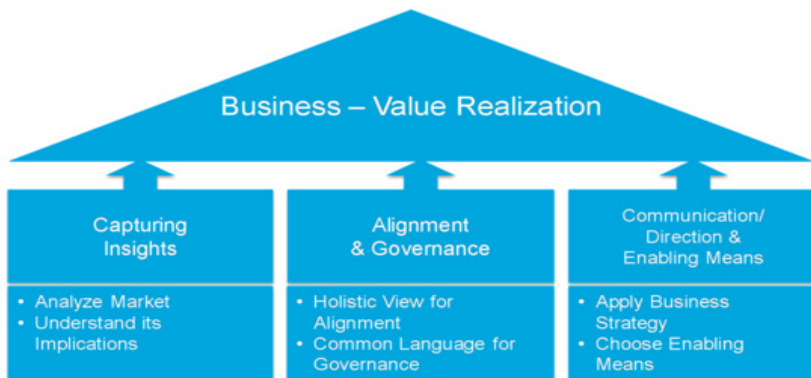 Business – Value Realization
Capturing
Insights
• Analyze Market
• Understand its
Implications
Alignment
& Governance
• Holistic View for
Alignment
• Common Language for
Governance
Communication/
Direction &
Enabling Means
• Apply Business
Strategy
• Choose Enabling
Means